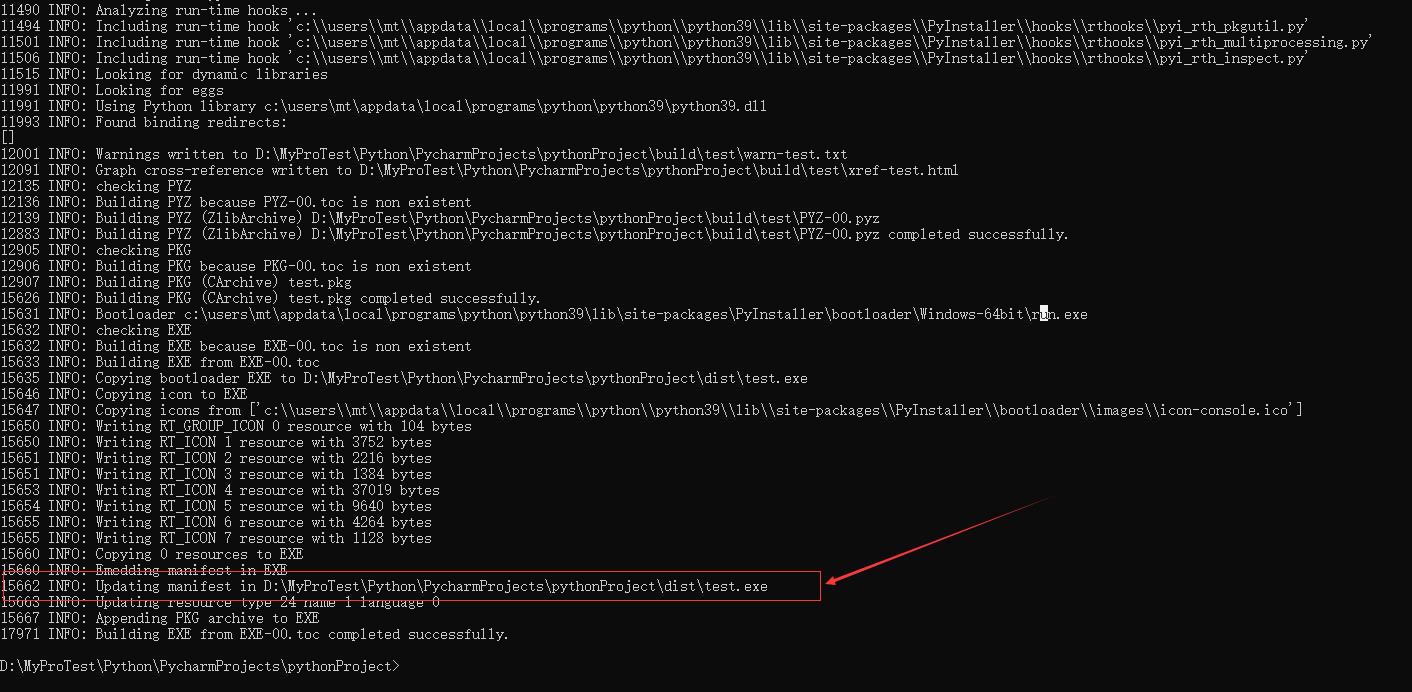 11490 INFO: Analyzing run-time hooks ...
11494 INFO: Including run-time hook 'c:\\users\\mt\\appdata\\local\\programs\\python\\python39\\lib\\site-packages\\PyInstaller\\hooks\\rthooks\\pyi_rth_pkgutil.py'
11501 INFO: Including run-time hook 'c:\\users\\mt\\appdata\\local\\programs\\python\\python39\\lib\\site-packages\\PyInstaller\\hooks\\rthooks\\pyi_rth_multiprocessing.py'
11506 INFO: Including run-time hook 'c:\\users\\mt\\appdata\\local\\programs\\python\\python39\\lib\\site-packages\\PyInstaller\\hooks\\rthooks\\pyi_rth_inspect.py'
11515 INFO: Looking for dynamic libraries
11991 INFO: Looking for eggs
11991 INFO: Using Python library c:\users\mt\appdata\local\programs\python\python39\python39.dll
11993 INFO: Found binding redirects:
[]
12001 INFO: Warnings written to D:\MyProTest\Python\PycharmProjects\pythonProject\build\test\warn-test.txt
12091 INFO: Graph cross-reference written to D:\MyProTest\Python\PycharmProjects\pythonProject\build\test\xref-test.html
12135 INFO: checking PYZ
12136 INFO: Building PYZ because PYZ-00.toc is non existent
12139 INFO: Building PYZ (ZlibArchive) D:\MyProTest\Python\PycharmProjects\pythonProject\build\test\PYZ-00.pyz
12883 INFO: Building PYZ (ZlibArchive) D:\MyProTest\Python\PycharmProjects\pythonProject\build\test\PYZ-00.pyz completed successfully.
12905 INFO: checking PKG
12906 INFO: Building PKG because PKG-00.toc is non existent
12907 INFO: Building PKG (CArchive) test.pkg
15626 INFO: Building PKG (CArchive) test.pkg completed successfully.
15631 INFO: Bootloader c:\users\mt\appdata\local\programs\python\python39\lib\site-packages\PyInstaller\bootloader\Windows-64bit\run.exe
15632 INFO: checking EXE
15632 INFO: Building EXE because EXE-00.toc is non existent
15633 INFO: Building EXE from EXE-00.toc
15635 INFO: Copying bootloader EXE to D:\MyProTest\Python\PycharmProjects\pythonProject\dist\test.exe
15646 INFO: Copying icon to EXE
15647 INFO: Copying icons from ['c:\\users\\mt\\appdata\\local\\programs\\python\\python39\\lib\\site-packages\\PyInstaller\\bootloader\\images\\icon-console.ico']
15650 INFO: Writing RT_GROUP_ICON 0 resource with 104 bytes
15650 INFO: Writing RT_ICON 1 resource with 3752 bytes
15651 INFO: Writing RT_ICON 2 resource with 2216 bytes
15651 INFO: Writing RT_ICON 3 resource with 1384 bytes
15653 INFO: Writing RT_ICON 4 resource with 37019 bytes
15654 INFO: Writing RT_ICON 5 resource with 9640 bytes
15655 INFO: Writing RT_ICON 6 resource with 4264 bytes
15655 INFO: Writing RT_ICON 7 resource with 1128 bytes
15660 INFO: Copying 0 resources to EXE
15660 INFO: Emedding manifest in EXE
15662 INFO: Updating manifest in D:\MyProTest\Python\PycharmProjects\pythonProject\dist\test.exe
15663 INFO: Updating resource type 24 name 1 language 0
15667 INFO: Appending PKG archive to EXE
17971 INFO: Building EXE from EXE-00.toc completed successfully.
D:\MyProTest\Python\PycharmProjects\pythonProject>